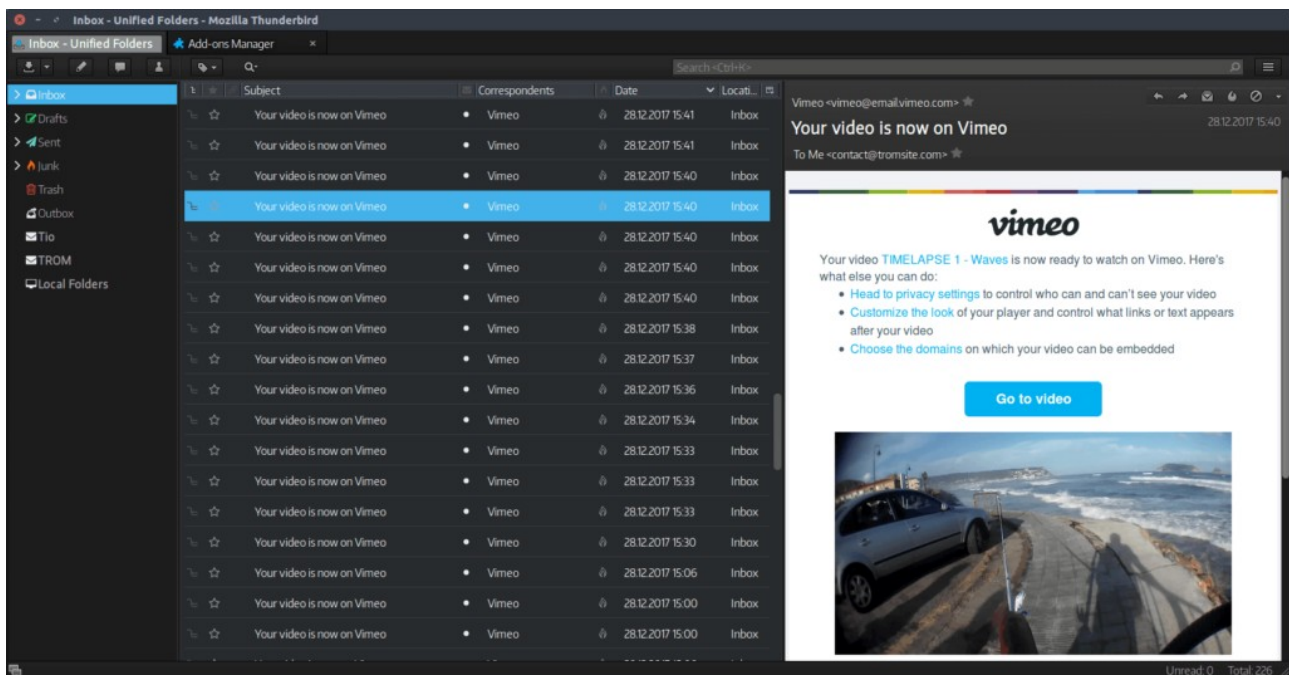 Inbox - Unified Folders - Mozilla Thunderbird
Inbox - Unified Folders Add-ons Manager ×
Search <Ctrl+K>
Inbox
Drafts
Sent
Junk
Trash
Outbox
Tio
TROM
Local Folders
Subject Correspondents Date Locati...
Your video is now on Vimeo Vimeo 28.12.2017 15:41 Inbox
Your video is now on Vimeo Vimeo 28.12.2017 15:41 Inbox
Your video is now on Vimeo Vimeo 28.12.2017 15:40 Inbox
Your video is now on Vimeo Vimeo 28.12.2017 15:40 Inbox
Your video is now on Vimeo Vimeo 28.12.2017 15:40 Inbox
Your video is now on Vimeo Vimeo 28.12.2017 15:40 Inbox
Your video is now on Vimeo Vimeo 28.12.2017 15:40 Inbox
Your video is now on Vimeo Vimeo 28.12.2017 15:38 Inbox
Your video is now on Vimeo Vimeo 28.12.2017 15:37 Inbox
Your video is now on Vimeo Vimeo 28.12.2017 15:36 Inbox
Your video is now on Vimeo Vimeo 28.12.2017 15:34 Inbox
Your video is now on Vimeo Vimeo 28.12.2017 15:33 Inbox
Your video is now on Vimeo Vimeo 28.12.2017 15:33 Inbox
Your video is now on Vimeo Vimeo 28.12.2017 15:33 Inbox
Your video is now on Vimeo Vimeo 28.12.2017 15:30 Inbox
Your video is now on Vimeo Vimeo 28.12.2017 15:06 Inbox
Your video is now on Vimeo Vimeo 28.12.2017 15:00 Inbox
Your video is now on Vimeo Vimeo 28.12.2017 15:00 Inbox
Vimeo <vimeo@email.vimeo.com>
Your video is now on Vimeo 28.12.2017 15:40
To Me <contact@tromsite.com>
vimeo
Your video TIMELAPSE 1 - Waves is now ready to watch on Vimeo. Here's
what else you can do:
• Head to privacy settings to control who can and can't see your video
• Customize the look of your player and control what links or text appears
after your video
• Choose the domains on which your video can be embedded
Go to video
Unread: 0 Total: 226